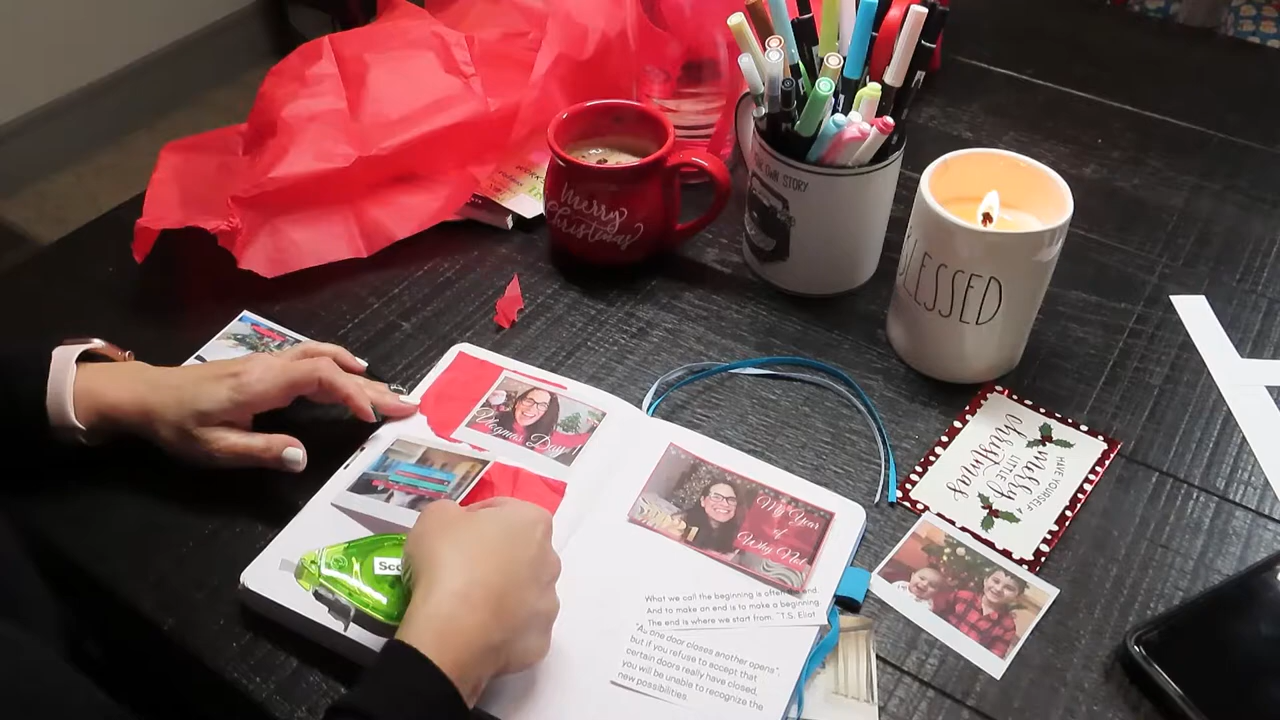 Merry
Christmas
OWN STORY
BLESSED
HAVE YOURSELF A
merry
LITTLE
christmas
Vlogmas Day 1
My Year
of
Why Not
What we call the beginning is often the end.
And to make an end is to make a beginning.
The end is where we start from. "T.S. Eliot
"As one door closes another opens",
but if you refuse to accept that
certain doors really have closed,
you will be unable to recognize the
new possibilities.
Sco